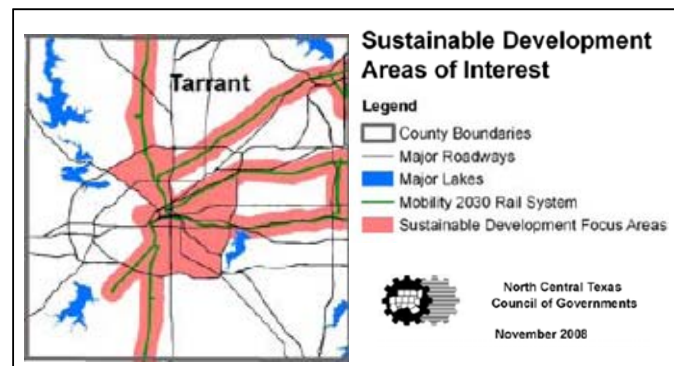 Tarrant
Sustainable Development
Areas of Interest
Legend
County Boundaries
Major Roadways
Major Lakes
Mobility 2030 Rail System
Sustainable Development Focus Areas
North Central Texas
Council of Governments
November 2008